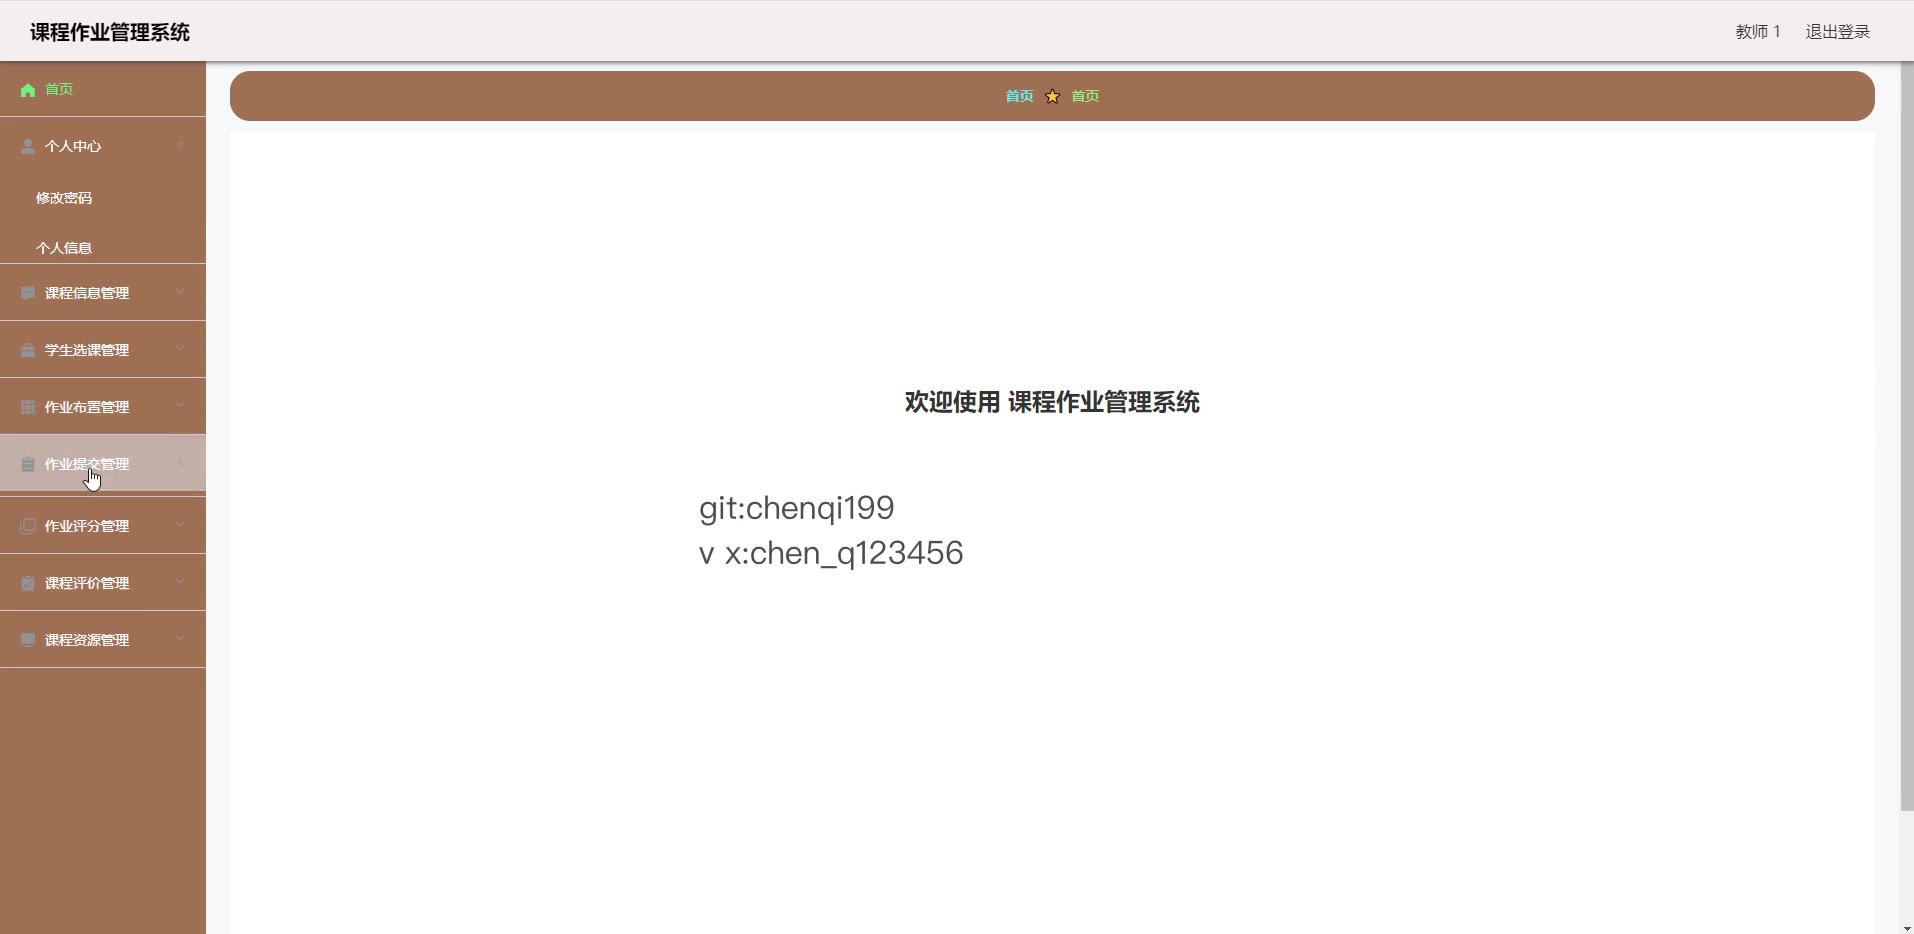 课程作业管理系统
教师 1 退出登录
首页
首页 首页
个人中心
修改密码
个人信息
课程信息管理
学生选课管理
作业布置管理
作业提交管理
作业评分管理
课程评价管理
课程资源管理
欢迎使用 课程作业管理系统
git:chenqi199
v x:chen_q123456